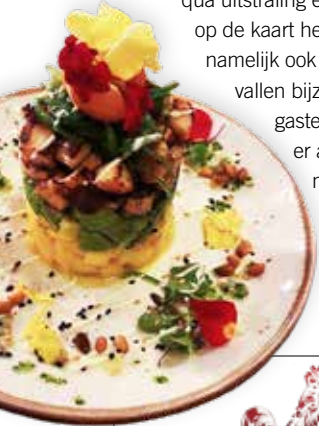 qua uitstraling e
op de kaart he
namelijk ook
vallen bijz
gaste
er a